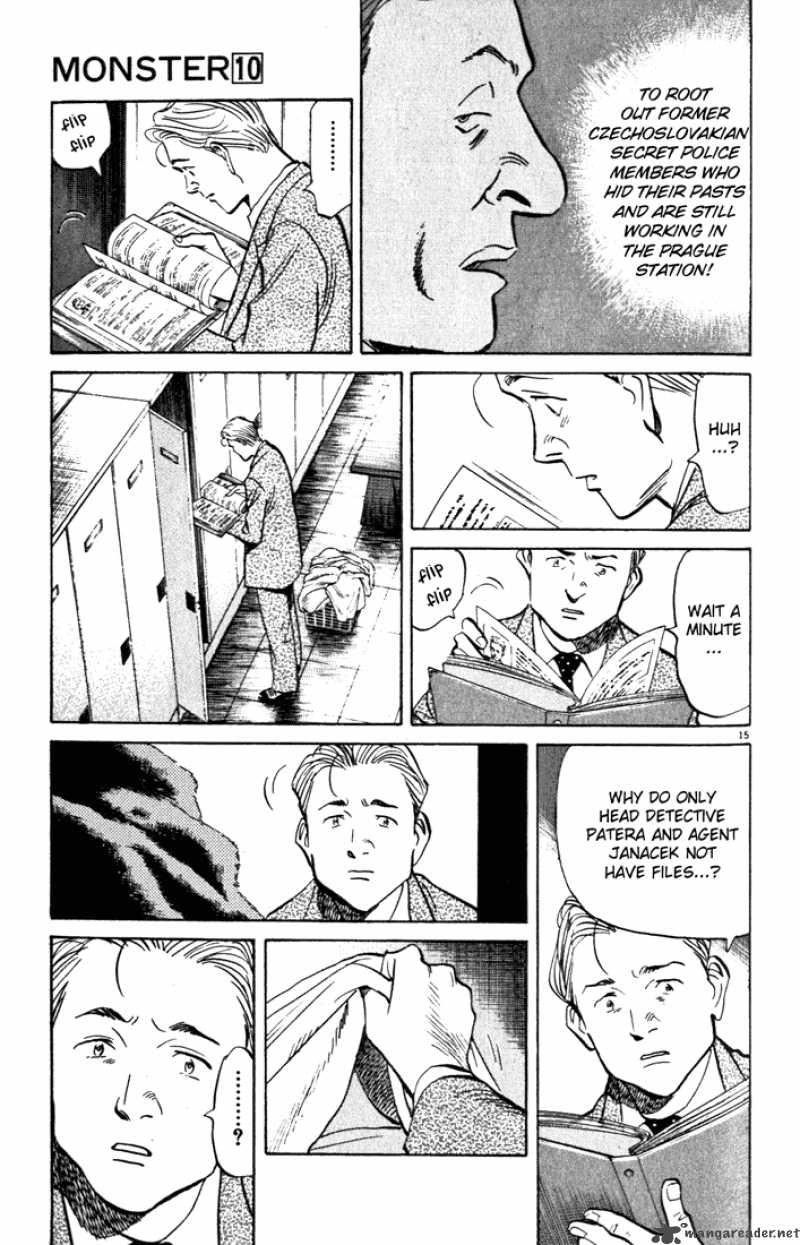 MONSTER10
TO ROOT
OUT FORMER
CZECHOSLOVAKIAN
SECRET POLICE
MEMBERS WHO
HID THEIR PASTS
AND ARE STILL
WORKING IN
THE PRAGUE
STATION!
.........
flip
flip
HUH
...?
flip
flip
WAIT A
MINUTE
...
15
WHY DO ONLY
HEAD DETECTIVE
PATERA AND AGENT
JANACEK NOT
HAVE FILES...?
.........?
mangareader.net